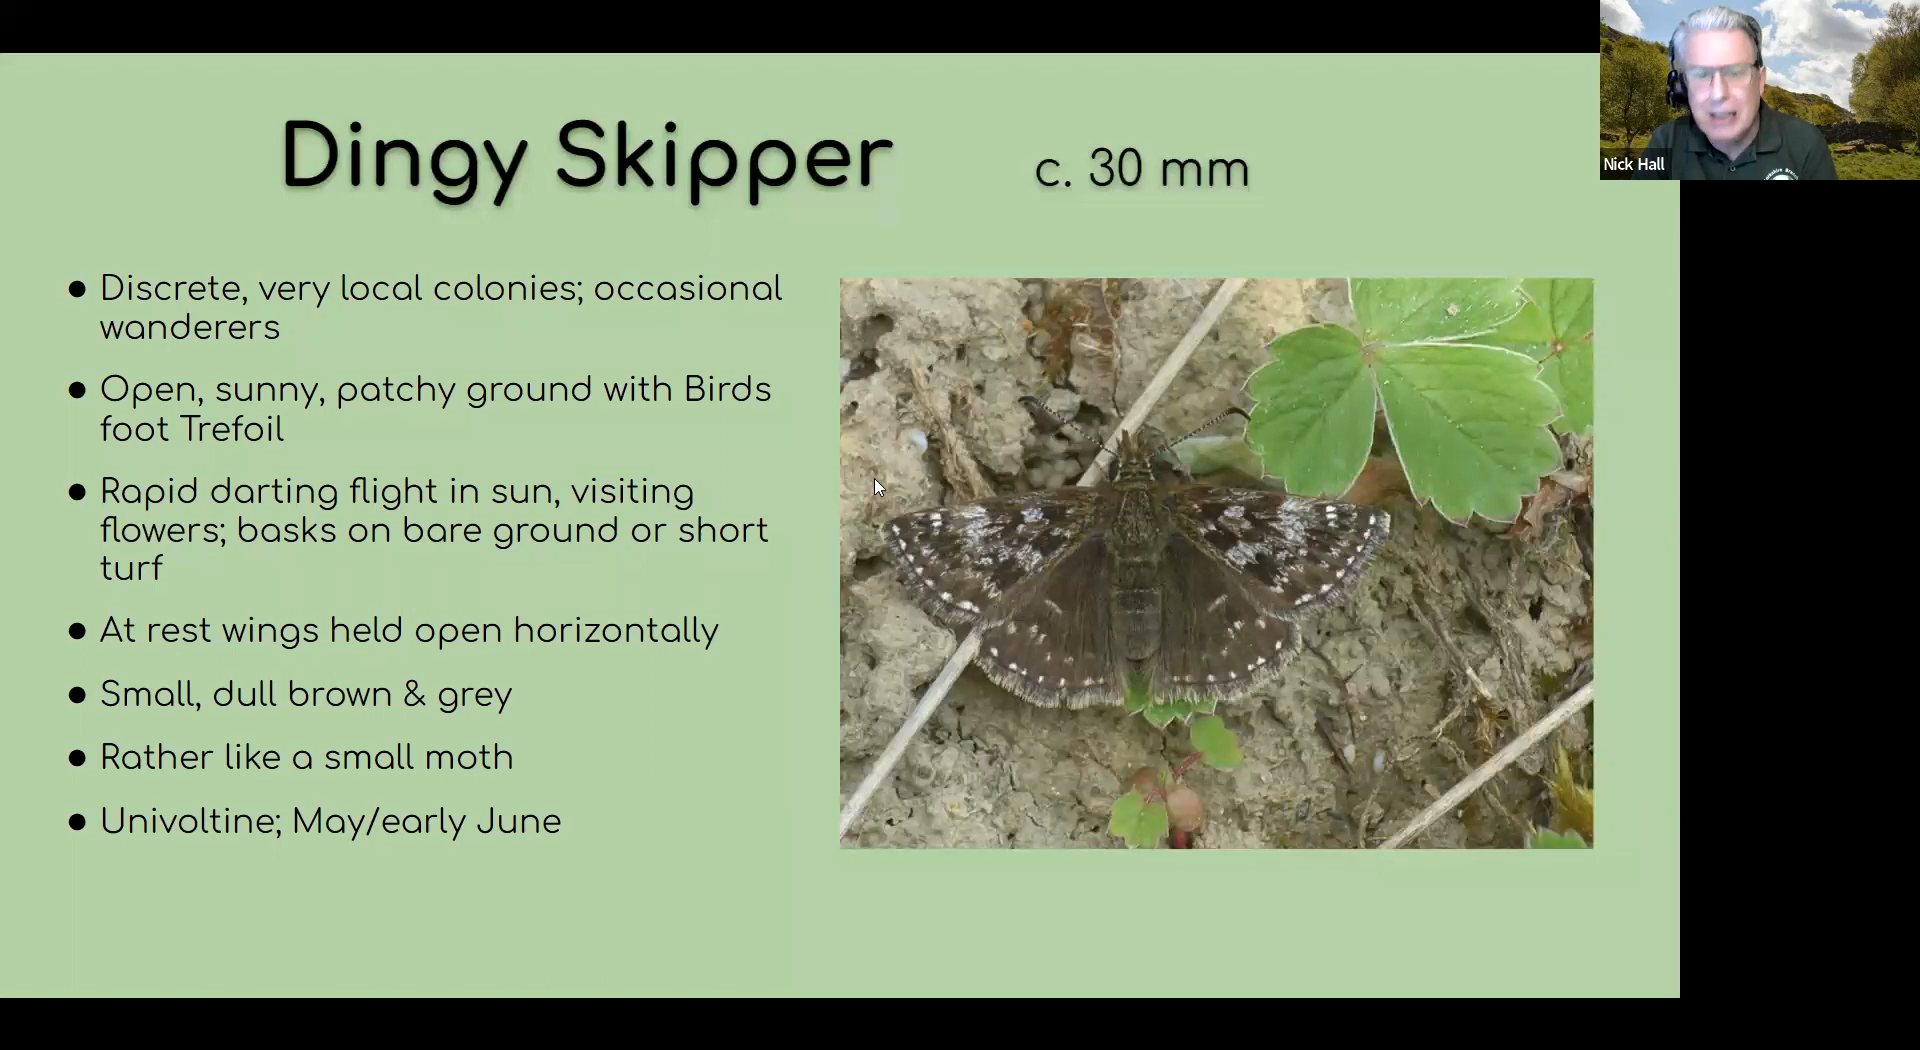 Dingy Skipper
c. 30 mm
Nick Hall
● Discrete, very local colonies; occasional
wanderers
● Open, sunny, patchy ground with Birds
foot Trefoil
● Rapid darting flight in sun, visiting
flowers; basks on bare ground or short
turf
● At rest wings held open horizontally
● Small, dull brown & grey
● Rather like a small moth
● Univoltine; May/early June